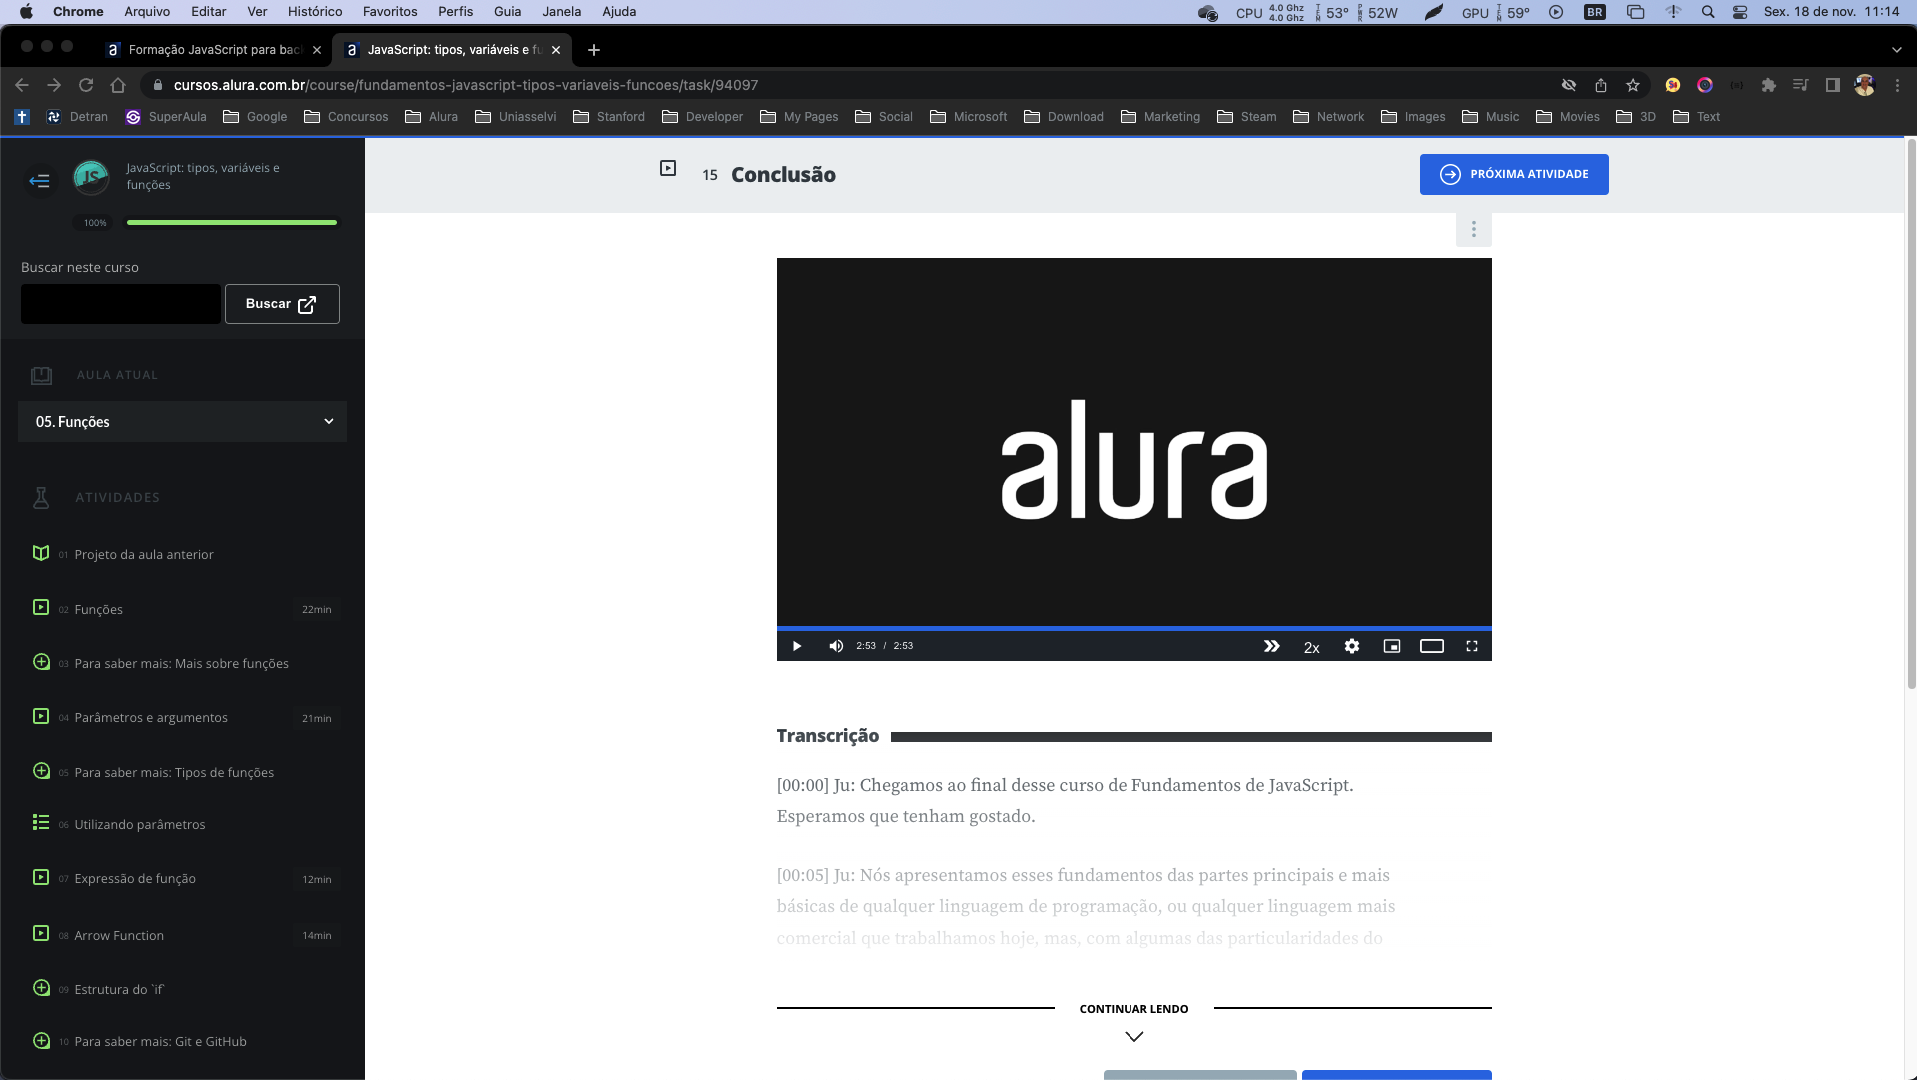 Chrome Arquivo Editar Ver Histórico Favoritos Perfis Guia Janela Ajuda
CPU 4.0 Ghz 4.0 Ghz 53° 52W GPU 59° BR Sex. 18 de nov. 11:14
Formação JavaScript para bac
JavaScript: tipos, variáveis e fu
cursos.alura.com.br/course/fundamentos-javascript-tipos-variaveis-funcoes/task/94097
Detran SuperAula Google Concursos Alura Uniasselvi Stanford Developer My Pages Social Microsoft Download Marketing Steam Network Images Music Movies 3D Text
JavaScript: tipos, variáveis e
funções
100%
Buscar neste curso
Buscar
AULA ATUAL
05. Funções
ATIVIDADES
01 Projeto da aula anterior
02 Funções 22min
03 Para saber mais: Mais sobre funções
04 Parâmetros e argumentos 21min
05 Para saber mais: Tipos de funções
06 Utilizando parâmetros
07 Expressão de função 12min
08 Arrow Function 14min
09 Estrutura do `if`
10 Para saber mais: Git e GitHub
15 Conclusão
PRÓXIMA ATIVIDADE
alura
2:53 / 2:53
2x
Transcrição
[00:00] Ju: Chegamos ao final desse curso de Fundamentos de JavaScript.
Esperamos que tenham gostado.
[00:05] Ju: Nós apresentamos esses fundamentos das partes principais e mais
básicas de qualquer linguagem de programação, ou qualquer linguagem mais
comercial que trabalhamos hoje, mas, com algumas das particularidades do
CONTINUAR LENDO